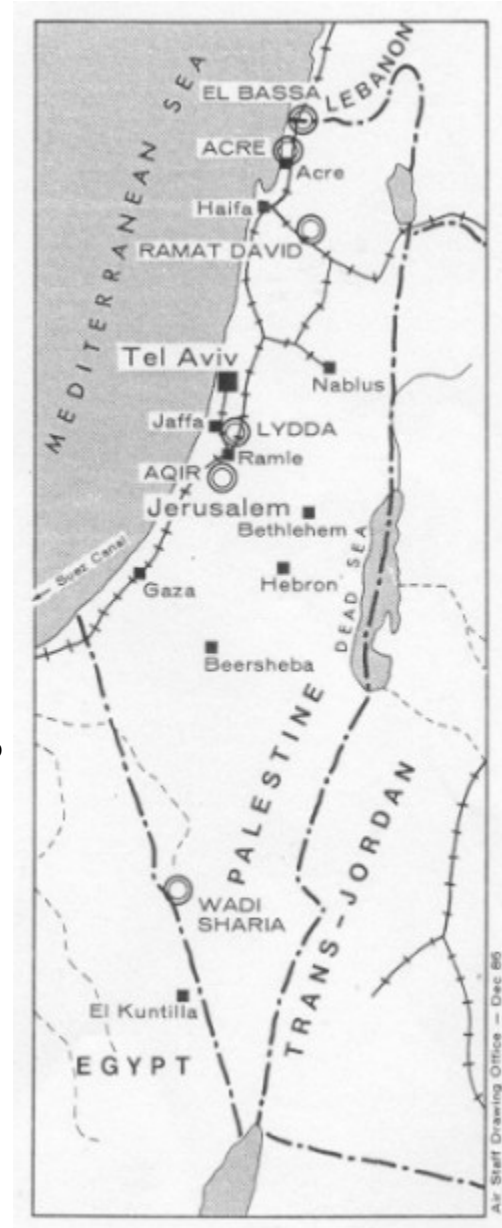 LEBANON
EL BASSA
MEDITERRANEAN SEA
ACRE
Acre
Haifa
RAMAT DAVID
Tel Aviv
Nablus
Jaffa
LYDDA
Ramle
AQIR
Jerusalem
Bethlehem
Suez Canal
Gaza
Hebron
DEAD SEA
Beersheba
PALESTINE
TRANS-JORDAN
WADI
SHARIA
El Kuntilla
EGYPT
Air Staff Drawing Office — Dec 86